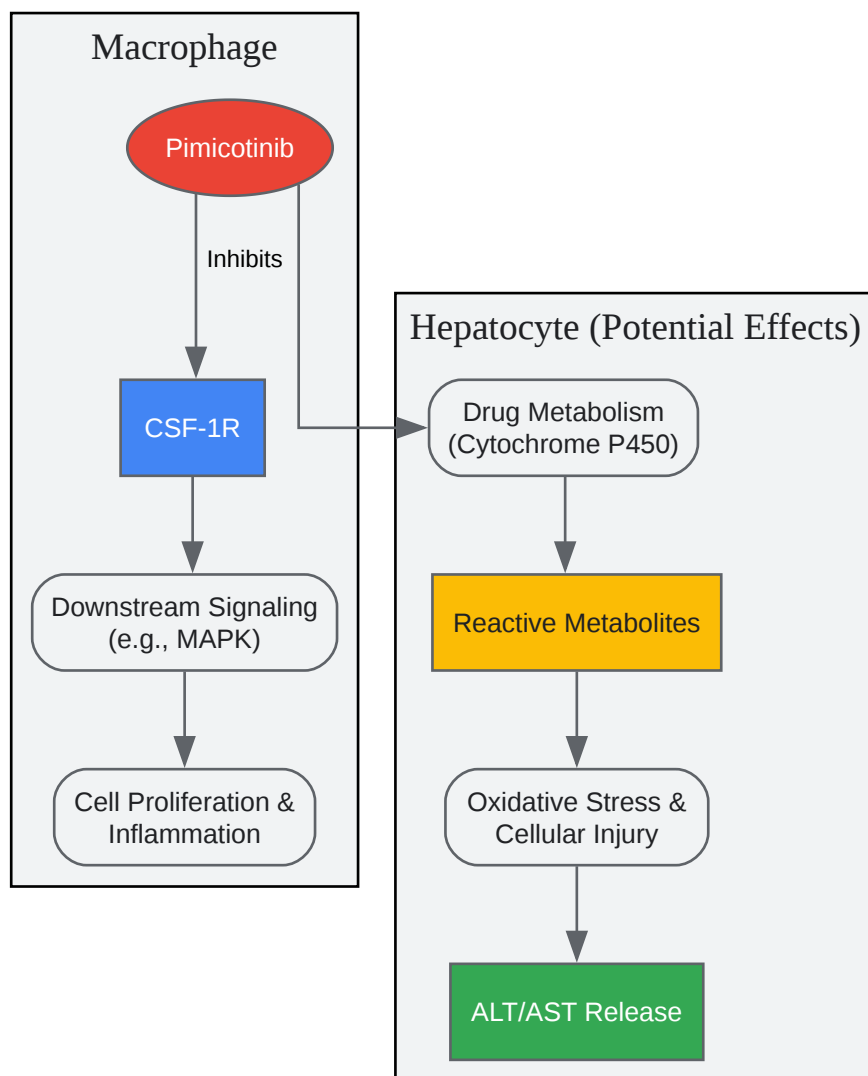 Macrophage
Pimicotinib
Inhibits
CSF-1R
Downstream Signaling
(e.g., MAPK)
Cell Proliferation &
Inflammation
Hepatocyte (Potential Effects)
Drug Metabolism
(Cytochrome P450)
Reactive Metabolites
Oxidative Stress &
Cellular Injury
ALT/AST Release